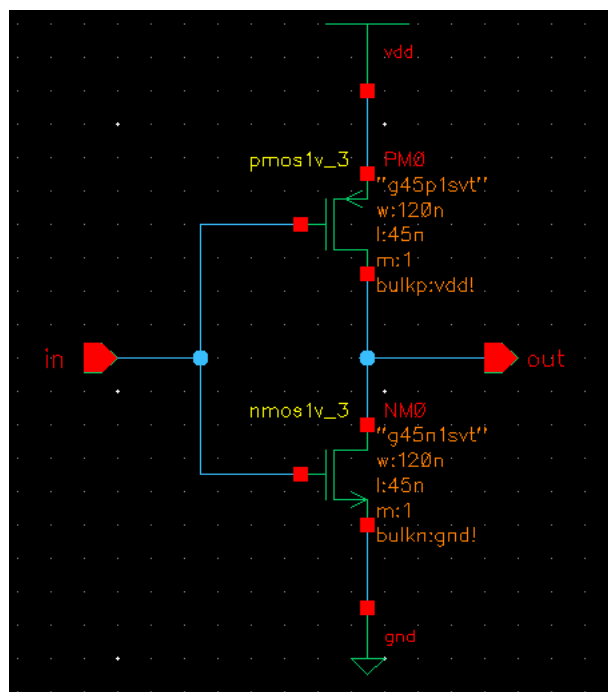 vdd
pmos1v_3 PM0
"g45p1svt"
w:120n
l:45n
m:1
bulkp:vdd!
in
out
nmos1v_3 NM0
"g45n1svt"
w:120n
l:45n
m:1
bulkn:gnd!
gnd